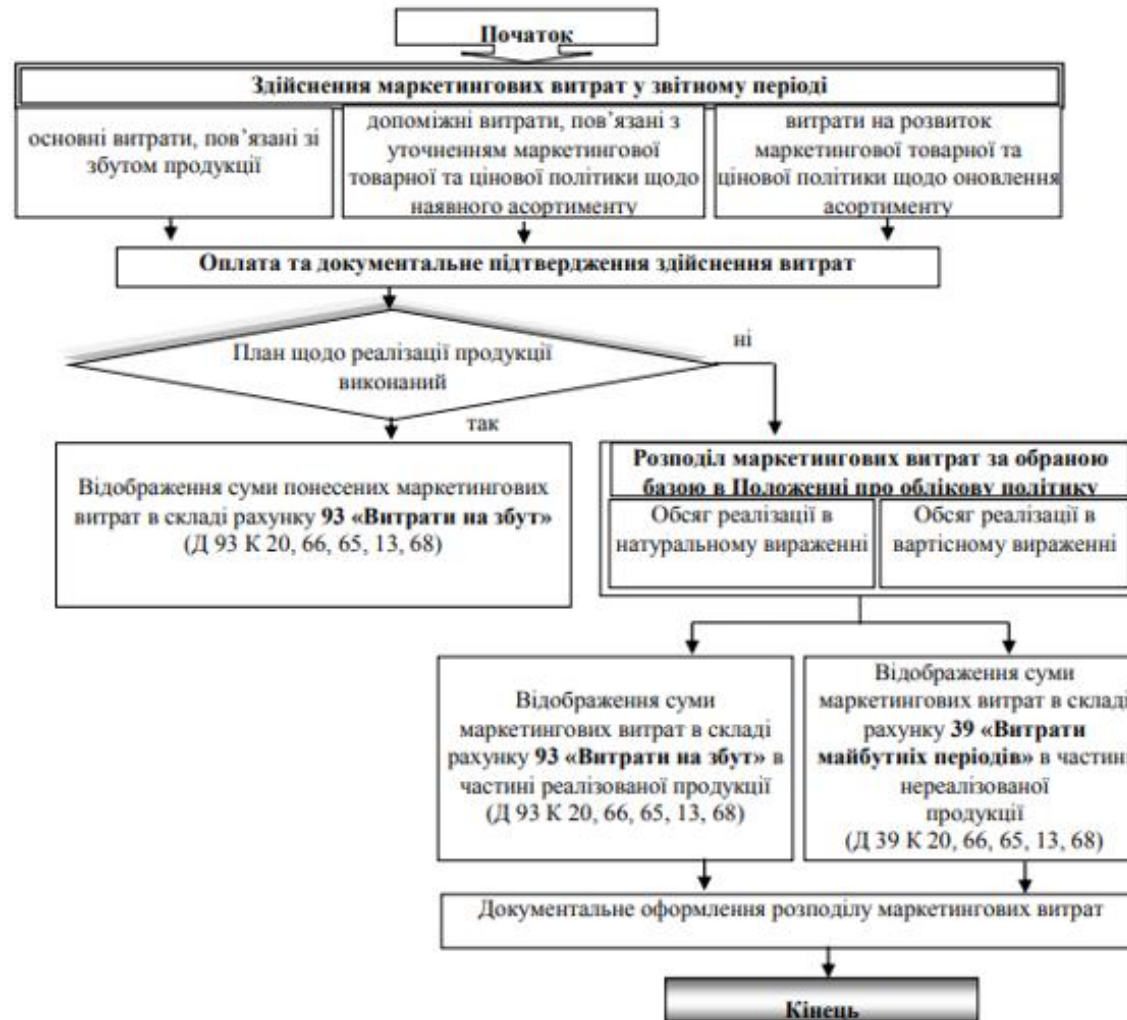 Початок
Здійснення маркетингових витрат у звітному періоді
основні витрати, пов’язані зі
збутом продукції
допоміжні витрати, пов’язані з
уточненням маркетингової
товарної та цінової політики щодо
наявного асортименту
витрати на розвиток
маркетингової товарної та
цінової політики щодо оновлення
асортименту
Оплата та документальне підтвердження здійснення витрат
План щодо реалізації продукції
виконаний
ні
так
Відображення суми понесених маркетингових
витрат в складі рахунку 93 «Витрати на збут»
(Д 93 К 20, 66, 65, 13, 68)
Розподіл маркетингових витрат за обраною
базою в Положенні про облікову політику
Обсяг реалізації в
натуральному вираженні
Обсяг реалізації в
вартісному вираженні
Відображення суми
маркетингових витрат в складі
рахунку 93 «Витрати на збут» в
частині реалізованої продукції
(Д 93 К 20, 66, 65, 13, 68)
Відображення суми
маркетингових витрат в складі
рахунку 39 «Витрати
майбутніх періодів» в частині
нереалізованої
продукції
(Д 39 К 20, 66, 65, 13, 68)
Документальне оформлення розподілу маркетингових витрат
Кінець